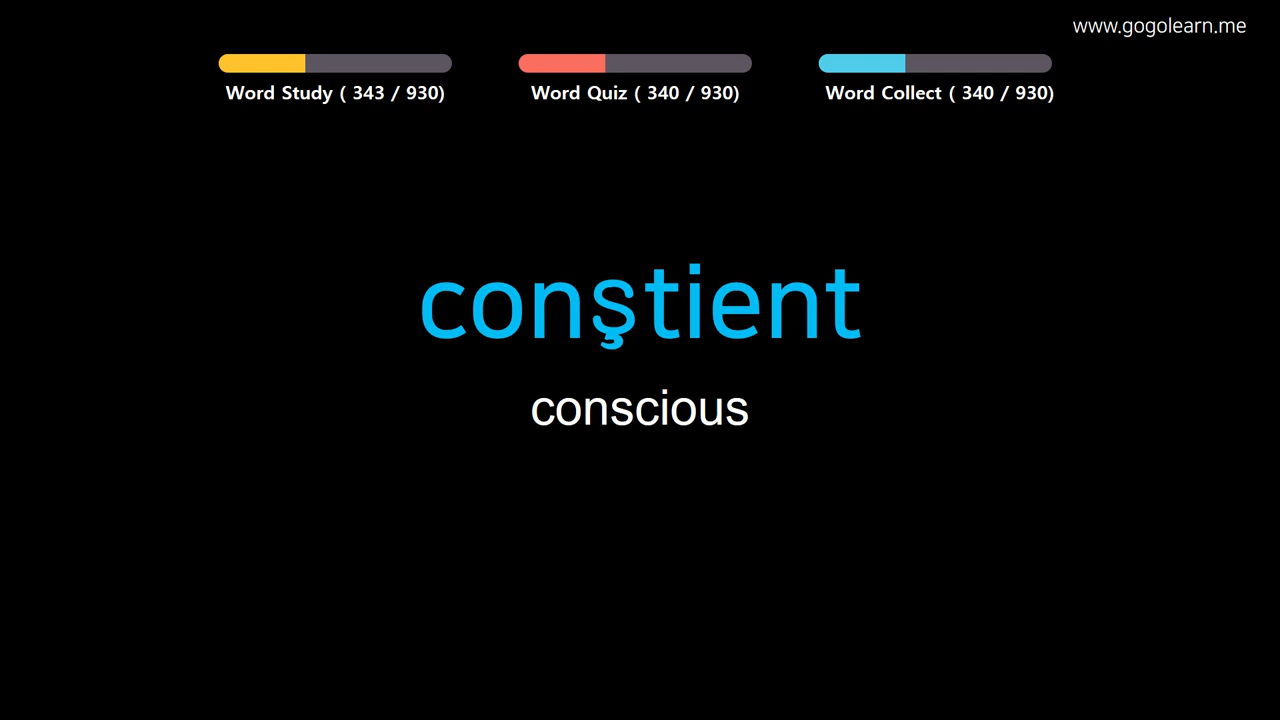 www.gogolearn.me
Word Study ( 343 / 930)
Word Quiz ( 340 / 930)
Word Collect ( 340 / 930)
conştient
conscious